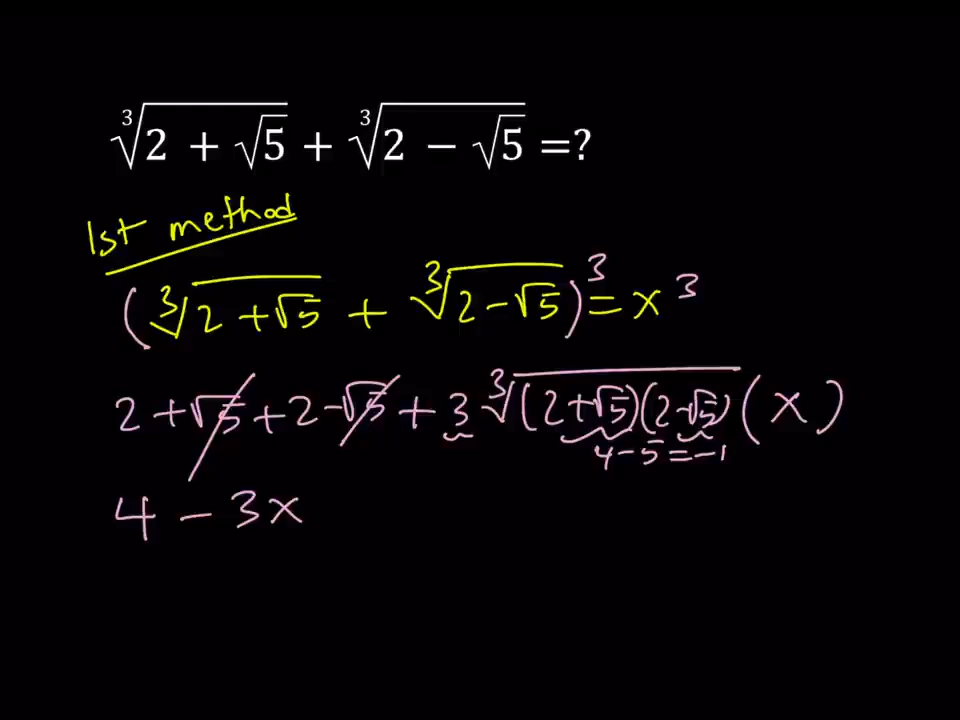 ∛(2 + √5) + ∛(2 − √5) =?
1st method
(∛(2+√5) + ∛(2−√5))³ = x³
2+√5+2−√5+3∛((2+√5)(2-√5))(x)
4−5=−1
4 − 3x